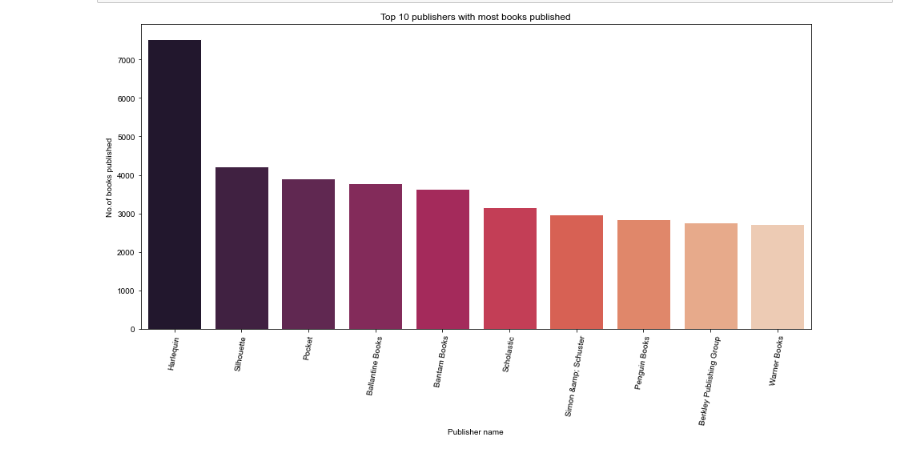 Top 10 publishers with most books published
No.of books published
7000
6000
5000
4000
3000
2000
1000
0
Harlequin
Silhouette
Pocket
Ballantine Books
Bantam Books
Scholastic
Simon &amp; Schuster
Penguin Books
Berkley Publishing Group
Warner Books
Publisher name